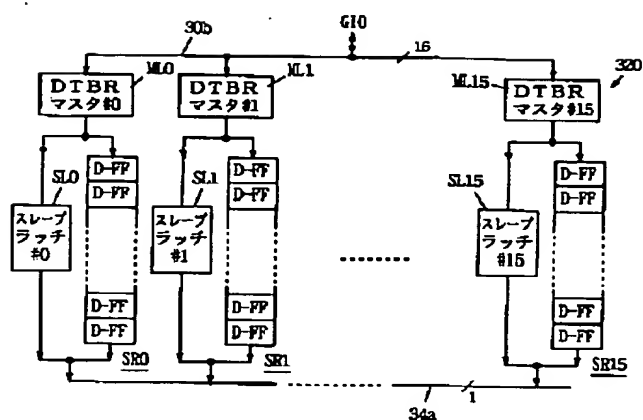 30b
GIO
16
ML0
ML1
ML15
320
DTBR
マスタ#0
DTBR
マスタ#1
DTBR
マスタ#15
SL0
SL1
SL15
D-FF
D-FF
D-FF
D-FF
D-FF
D-FF
スレーブ
ラッチ
#0
スレーブ
ラッチ
#1
スレーブ
ラッチ
#15
D-FF
D-FF
D-FF
D-FF
D-FF
D-FF
SR0
SR1
SR15
34a
1